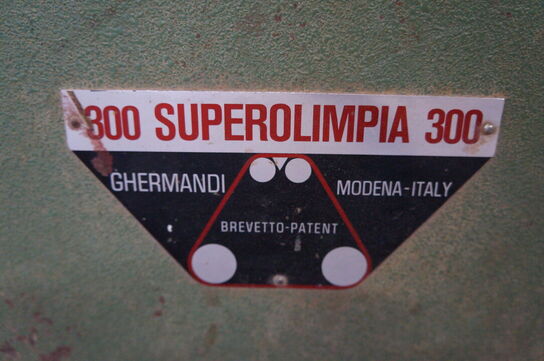 300 SUPEROLIMPIA 300
GHERMANDI MODENA-ITALY
BREVETTO-PATENT